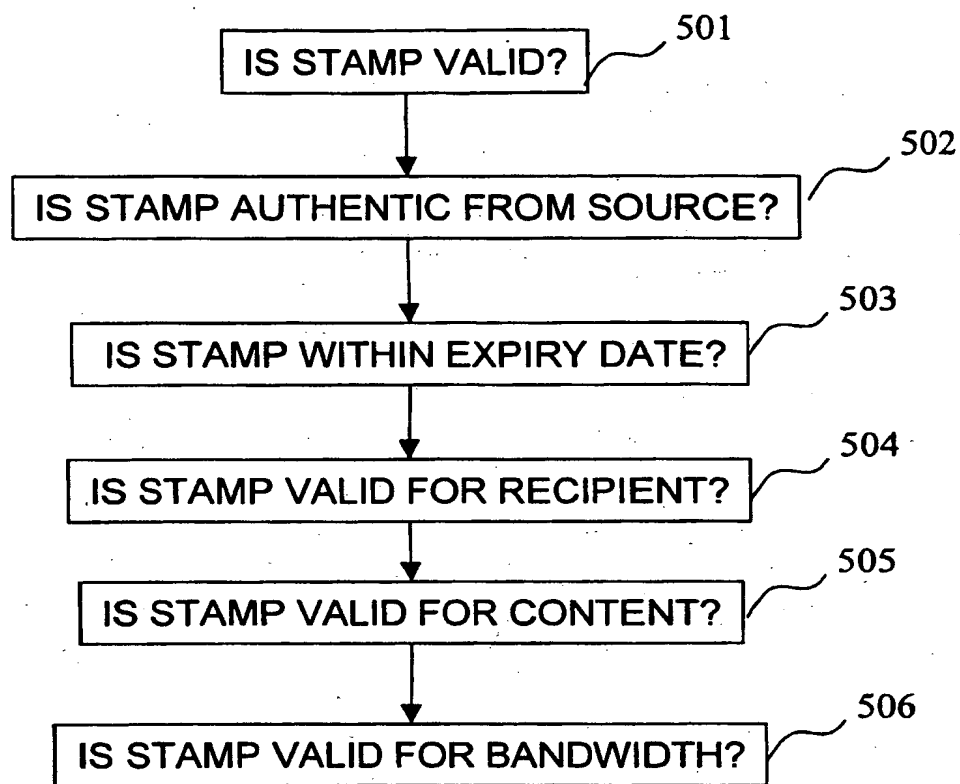 501
IS STAMP VALID?
502
IS STAMP AUTHENTIC FROM SOURCE?
503
IS STAMP WITHIN EXPIRY DATE?
504
IS STAMP VALID FOR RECIPIENT?
505
IS STAMP VALID FOR CONTENT?
506
IS STAMP VALID FOR BANDWIDTH?